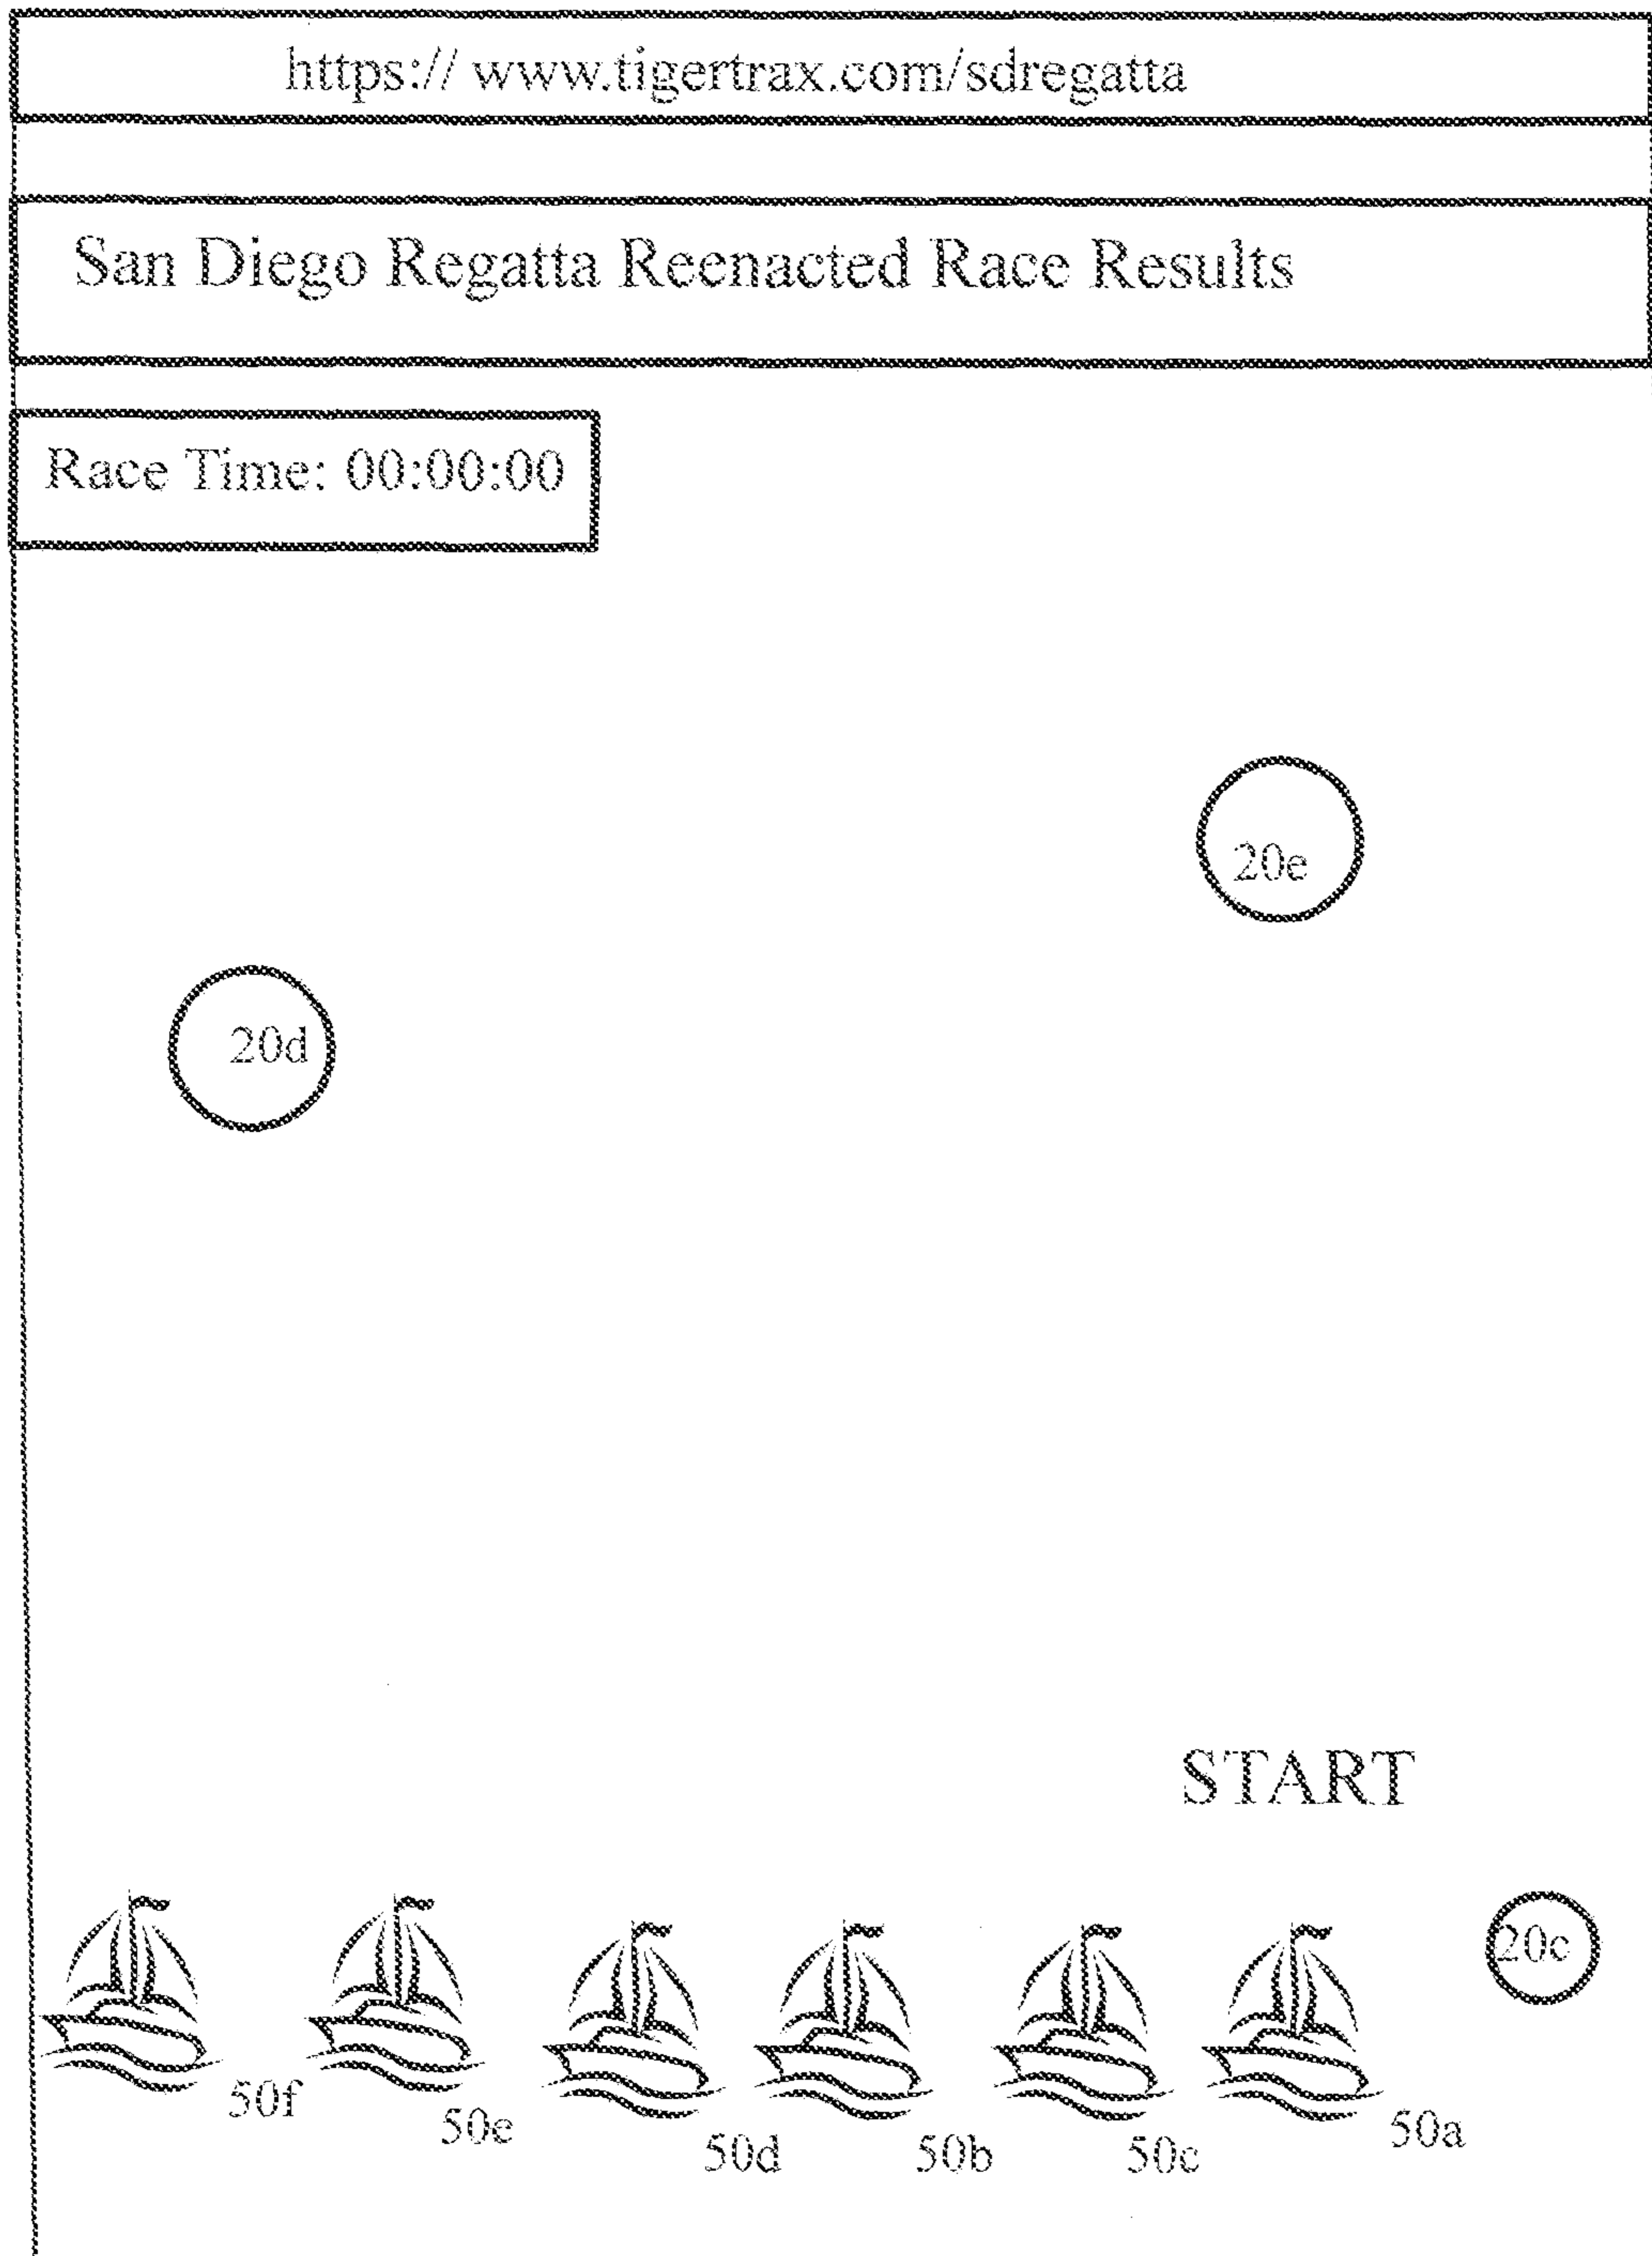 https:// www.tigertrax.com/sdregatta
San Diego Regatta Reenacted Race Results
Race Time: 00:00:00
20e
20d
START
20c
50f
50e
50d
50b
50c
50a